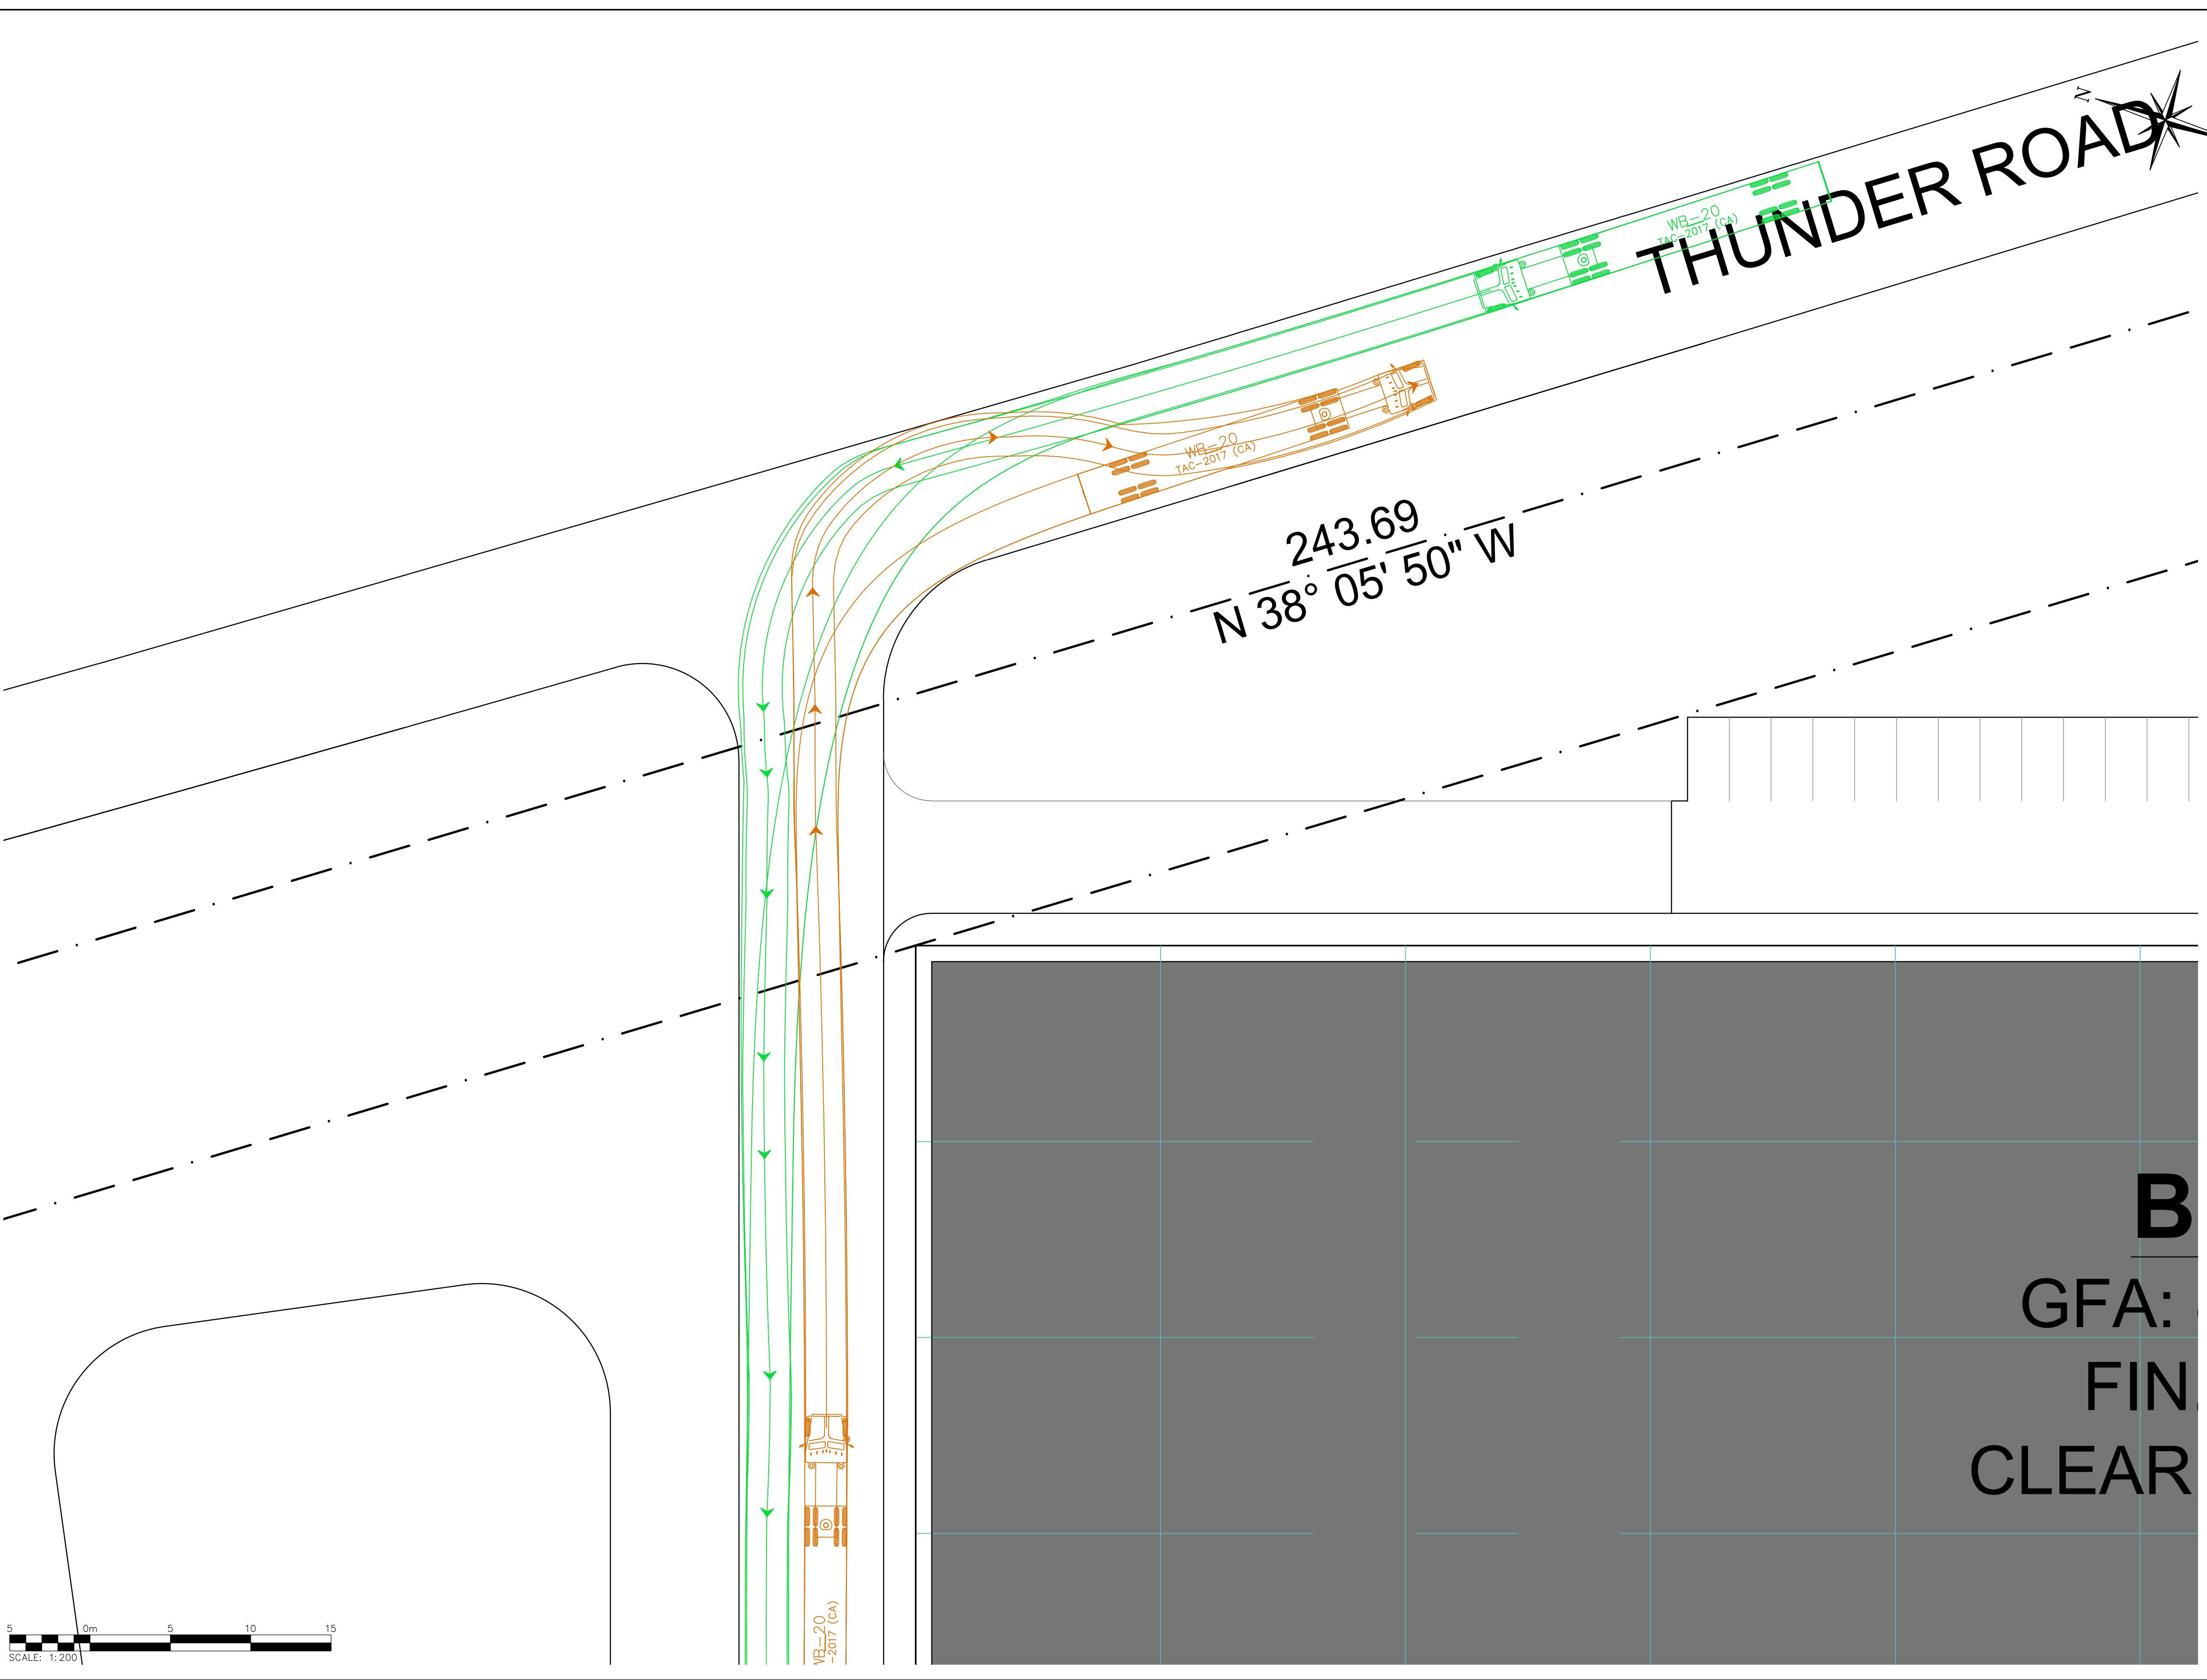 N
THUNDER ROAD
WB-20
TAC-2017 (CA)
WB-20
TAC-2017 (CA)
243.69
N 38° 05' 50" W
B
GFA:
FIN.
CLEAR
WB-20
-2017 (CA)
5 0m 5 10 15
SCALE: 1:200